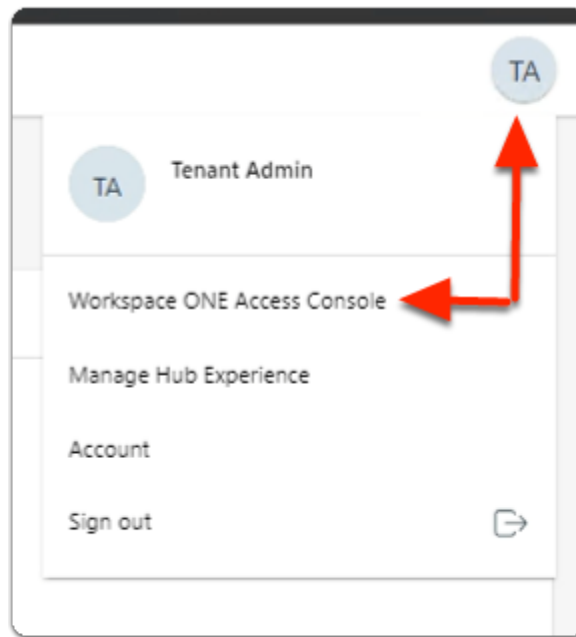 TA
TA
Tenant Admin
Workspace ONE Access Console
Manage Hub Experience
Account
Sign out